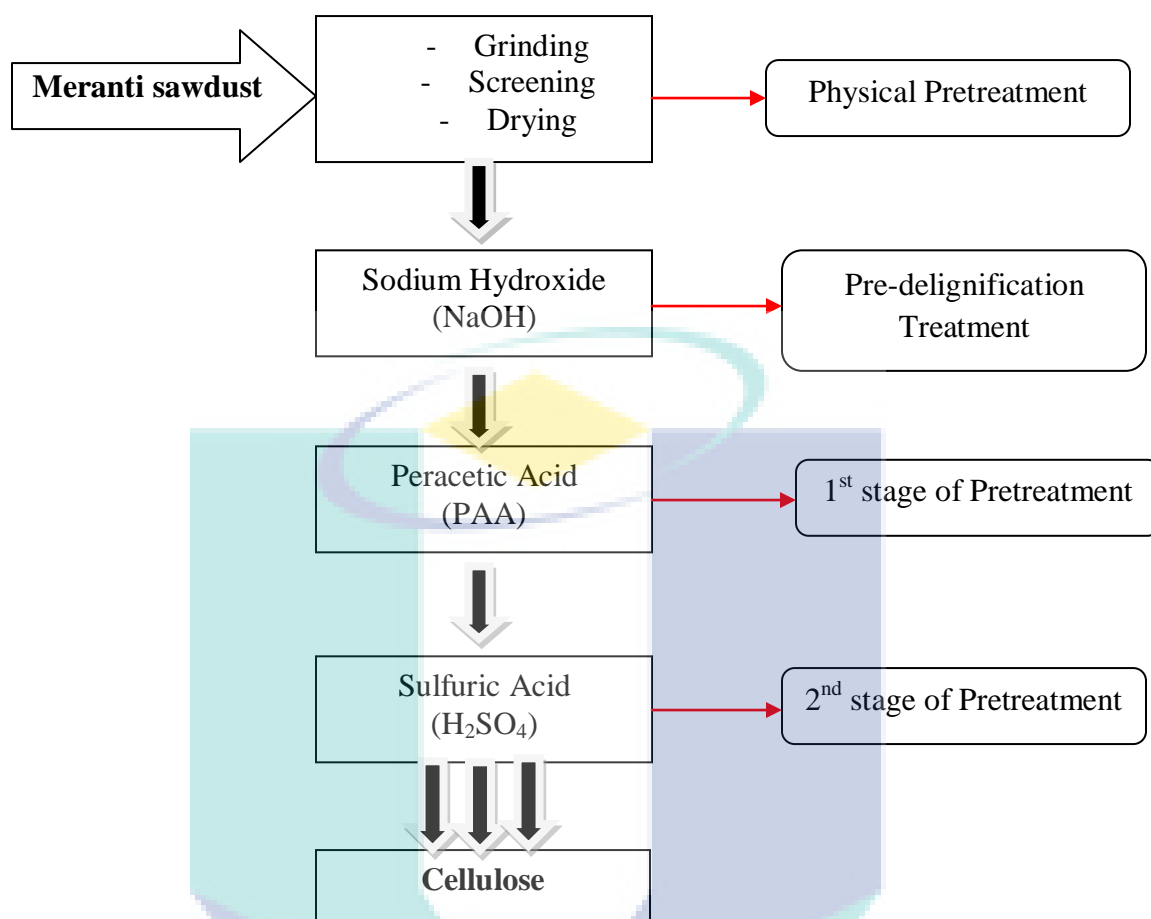 Meranti sawdust
- Grinding
- Screening
- Drying
Physical Pretreatment
Sodium Hydroxide
(NaOH)
Pre-delignification
Treatment
Peracetic Acid
(PAA)
1st stage of Pretreatment
Sulfuric Acid
(H₂SO₄)
2nd stage of Pretreatment
Cellulose